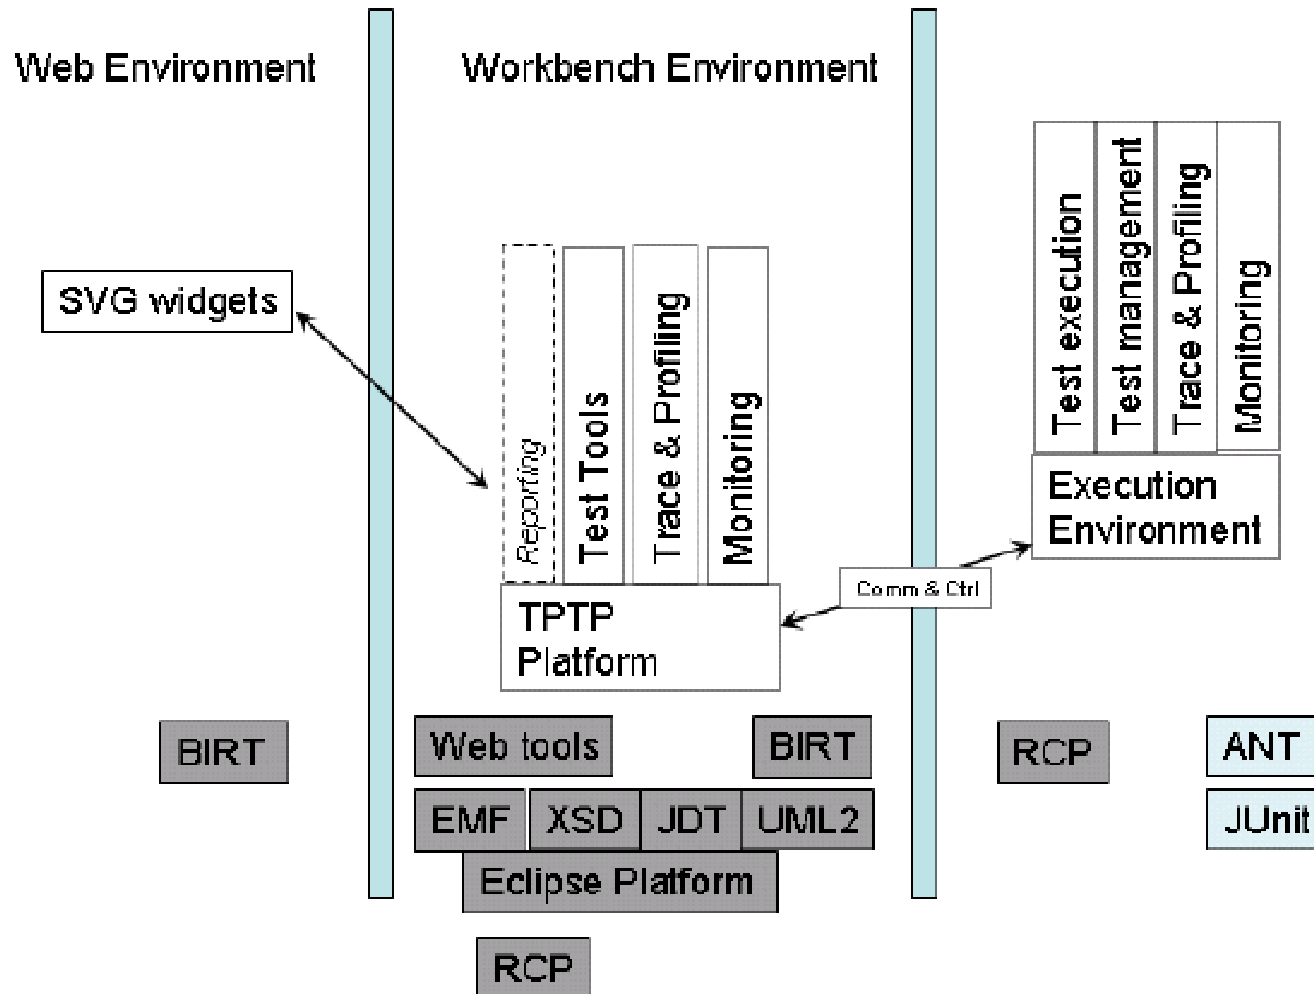 Web Environment
Workbench Environment
SVG widgets
Reporting
Test Tools
Trace & Profiling
Monitoring
TPTP
Platform
Comm & Ctrl
Test execution
Test management
Trace & Profiling
Monitoring
Execution
Environment
BIRT
Web tools
BIRT
EMF
XSD
JDT
UML2
Eclipse Platform
RCP
RCP
ANT
JUnit